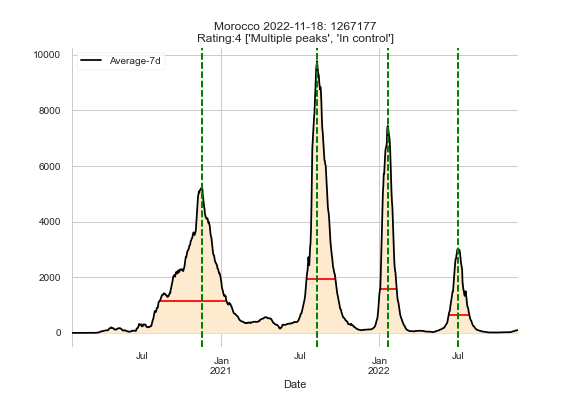 Morocco 2022-11-18: 1267177
Rating:4 ['Multiple peaks', 'In control']
Average-7d
10000
8000
6000
4000
2000
0
Jul
Jan
2021
Jul
Jan
2022
Jul
Date